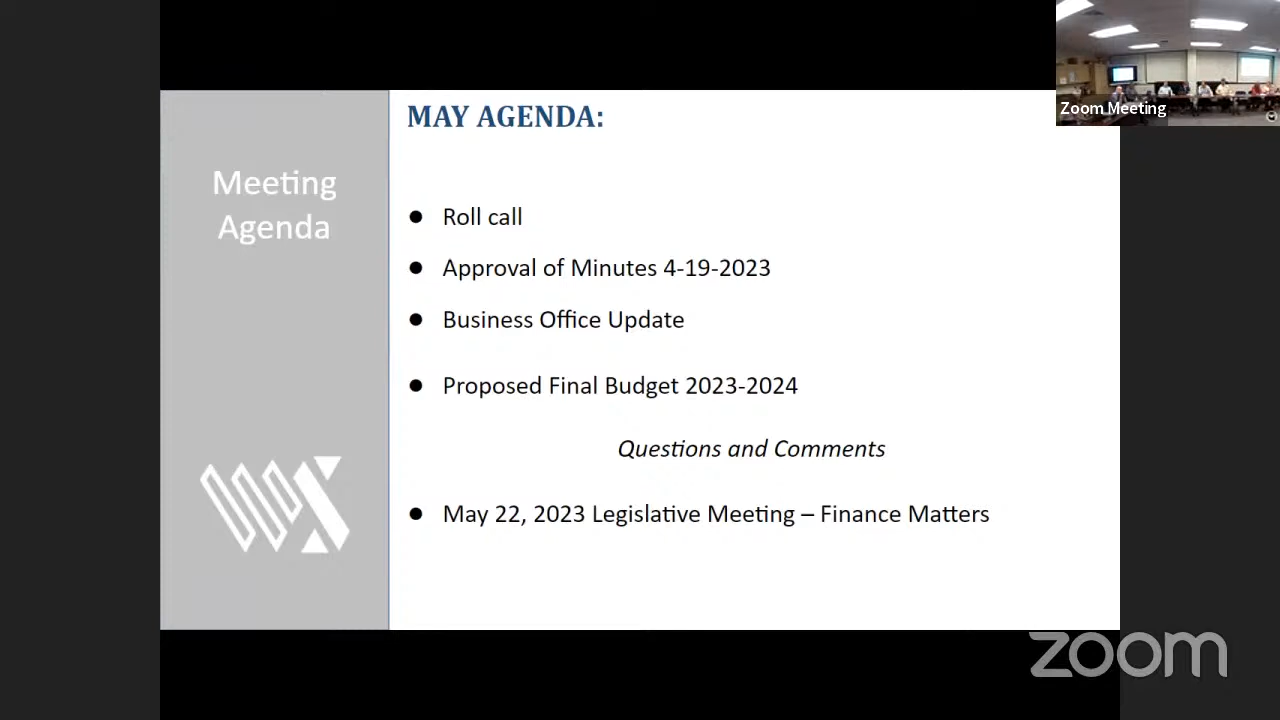 Zoom Meeting
Meeting
Agenda
MAY AGENDA:
● Roll call
● Approval of Minutes 4-19-2023
● Business Office Update
● Proposed Final Budget 2023-2024
Questions and Comments
● May 22, 2023 Legislative Meeting – Finance Matters
WX
zoom